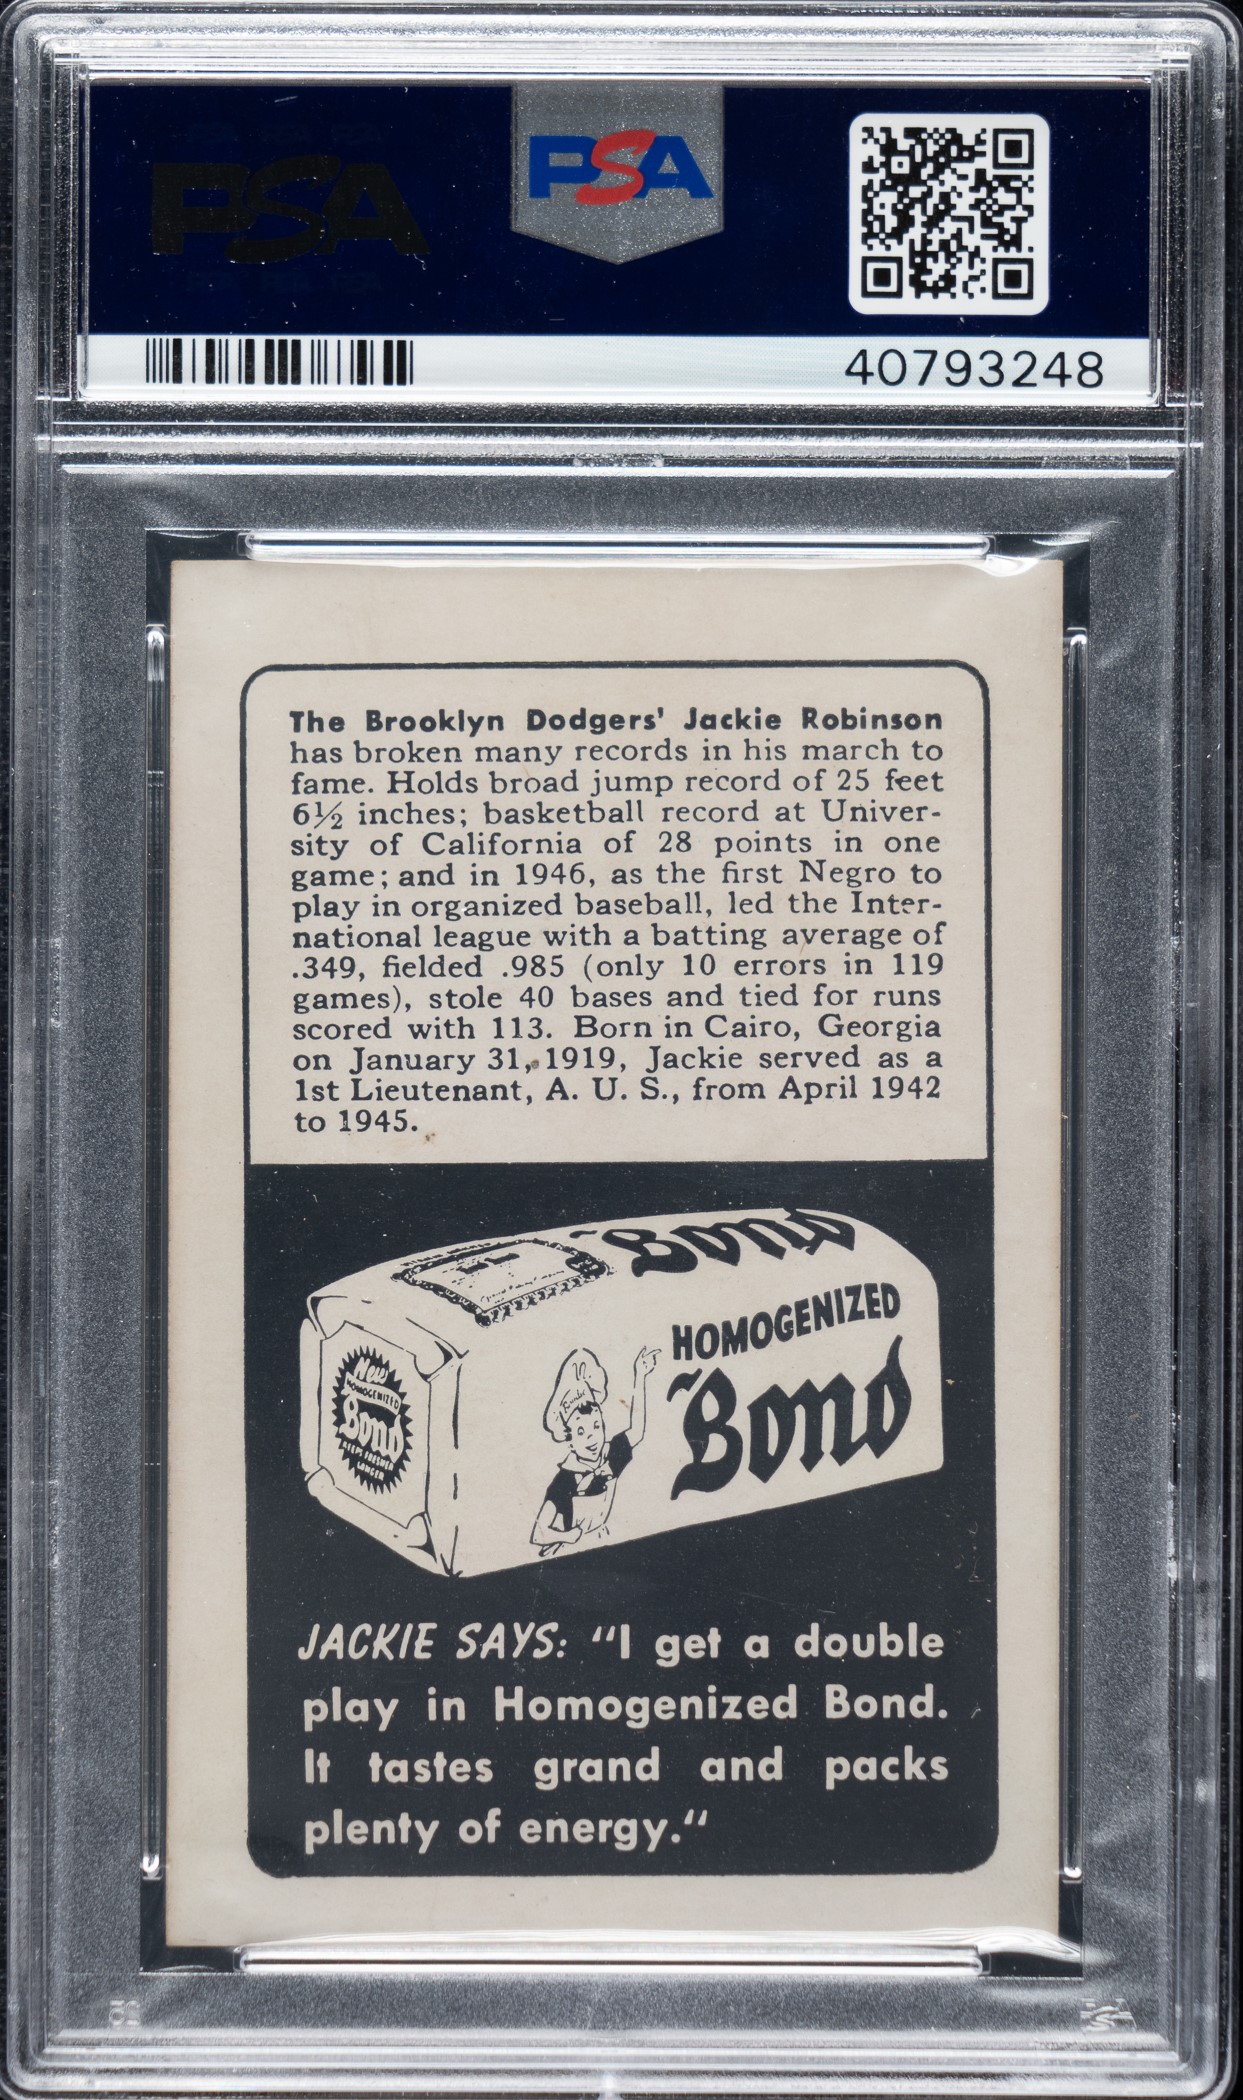 PSA
PSA
40793248
The Brooklyn Dodgers' Jackie Robinson
has broken many records in his march to
fame. Holds broad jump record of 25 feet
6½ inches; basketball record at Univer-
sity of California of 28 points in one
game; and in 1946, as the first Negro to
play in organized baseball, led the Inter-
national league with a batting average of
.349, fielded .985 (only 10 errors in 119
games), stole 40 bases and tied for runs
scored with 113. Born in Cairo, Georgia
on January 31, 1919, Jackie served as a
1st Lieutenant, A. U. S., from April 1942
to 1945.
Bond
HOMOGENIZED
Bond
New
HOMOGENIZED
Bond
KEEPS FRESHER
LONGER
JACKIE SAYS: "I get a double
play in Homogenized Bond.
It tastes grand and packs
plenty of energy."